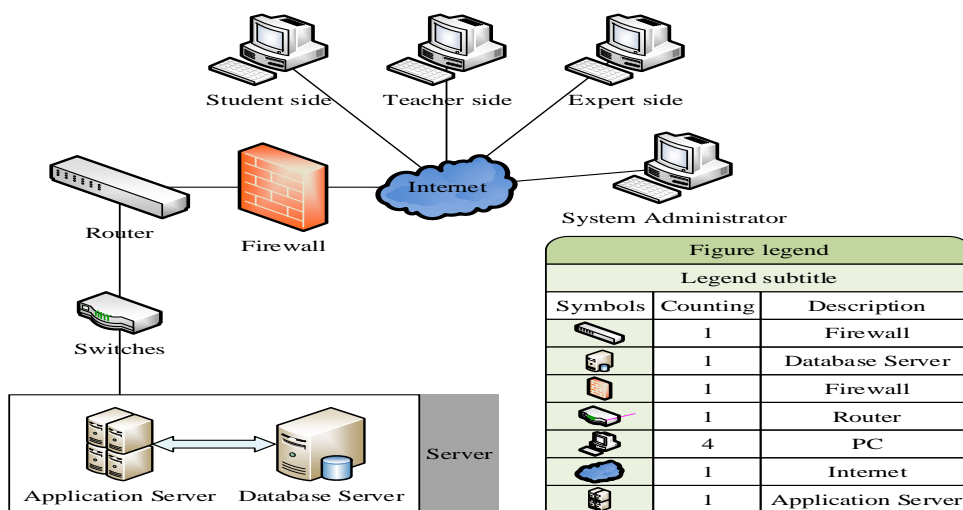 Student side
Teacher side
Expert side
Internet
System Administrator
Router
Firewall
Switches
Server
Application Server
Database Server
Figure legend
Legend subtitle
Symbols Counting Description
1 Firewall
1 Database Server
1 Firewall
1 Router
4 PC
1 Internet
1 Application Server